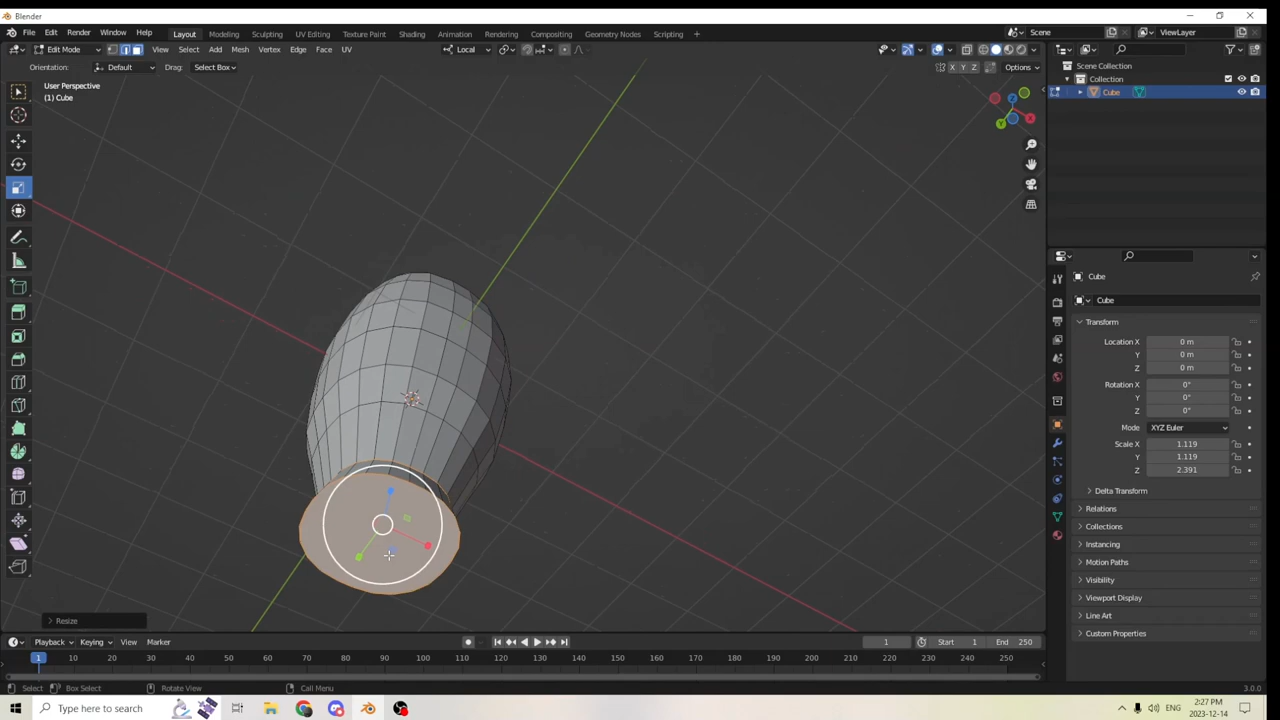 Blender
File Edit Render Window Help Layout Modeling Sculpting UV Editing Texture Paint Shading Animation Rendering Compositing Geometry Nodes Scripting + Scene ViewLayer
Edit Mode View Select Add Mesh Vertex Edge Face UV Local
Orientation: Default Drag: Select Box X Y Z Options
User Perspective
(1) Cube
Scene Collection
Collection
Cube
X
Y
Z
Cube
Cube
Transform
Location X 0 m
Y 0 m
Z 0 m
Rotation X 0°
Y 0°
Z 0°
Mode XYZ Euler
Scale X 1.119
Y 1.119
Z 2.391
Delta Transform
Relations
Collections
Instancing
Motion Paths
Visibility
Viewport Display
Line Art
Custom Properties
Resize
Playback Keying View Marker 1 Start 1 End 250
1 10 20 30 40 50 60 70 80 90 100 110 120 130 140 150 160 170 180 190 200 210 220 230 240 250
Select Box Select Rotate View Call Menu 3.0.0
Type here to search ENG 2:27 PM
2023-12-14